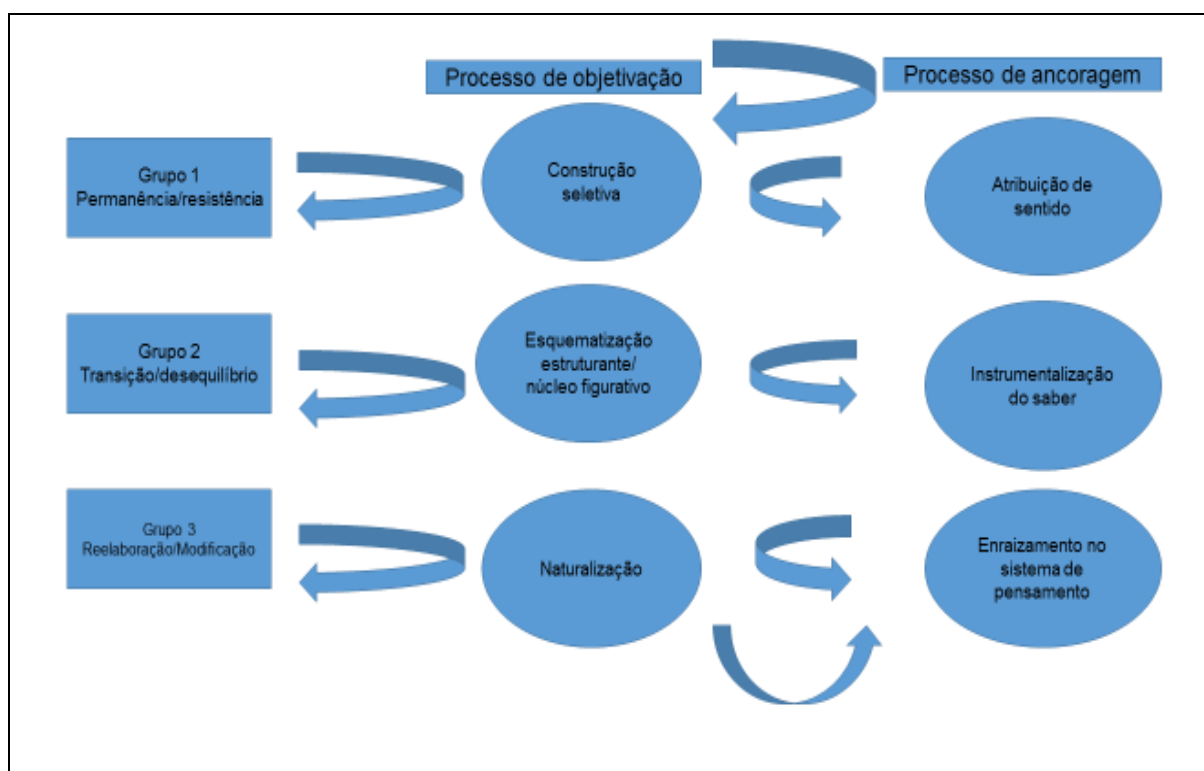 Processo de objetivação
Processo de ancoragem
Grupo 1
Permanência/resistência
Construção
seletiva
Atribuição de
sentido
Grupo 2
Transição/desequilíbrio
Esquematização
estruturante/
núcleo figurativo
Instrumentalização
do saber
Grupo 3
Reelaboração/Modificação
Naturalização
Enraizamento no
sistema de
pensamento